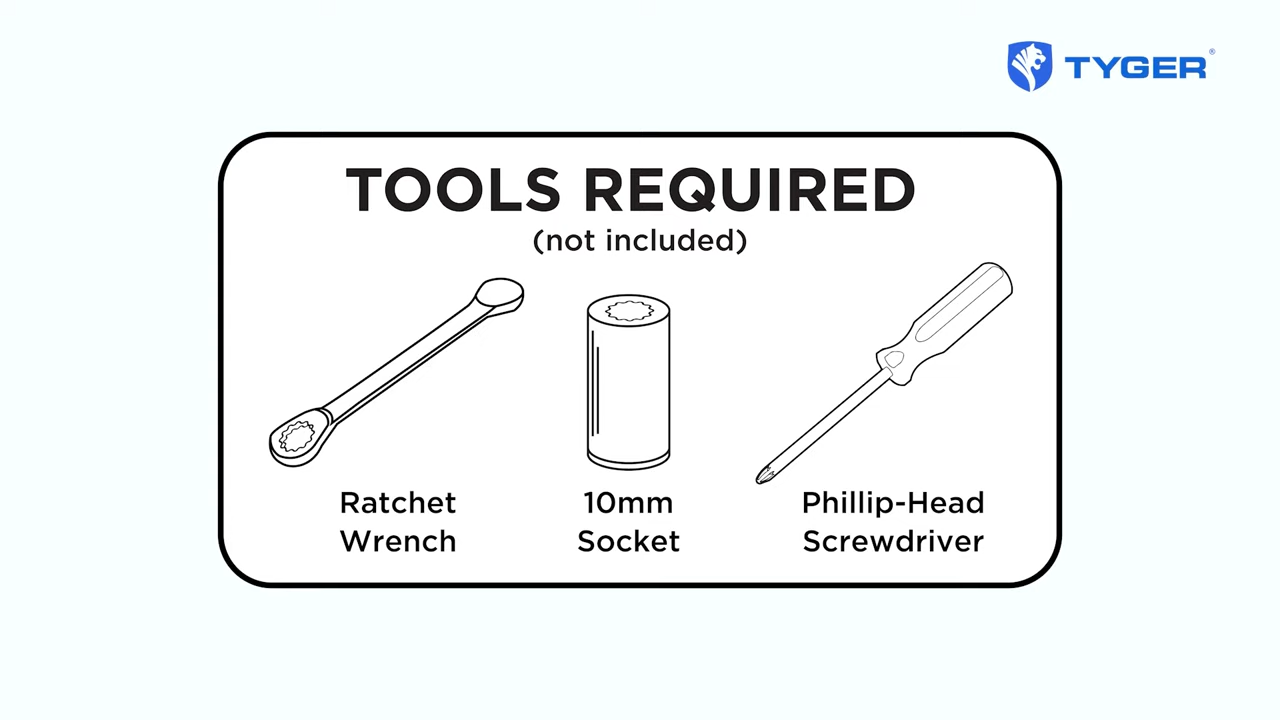 TYGER®
TOOLS REQUIRED
(not included)
Ratchet
Wrench
10mm
Socket
Phillip-Head
Screwdriver